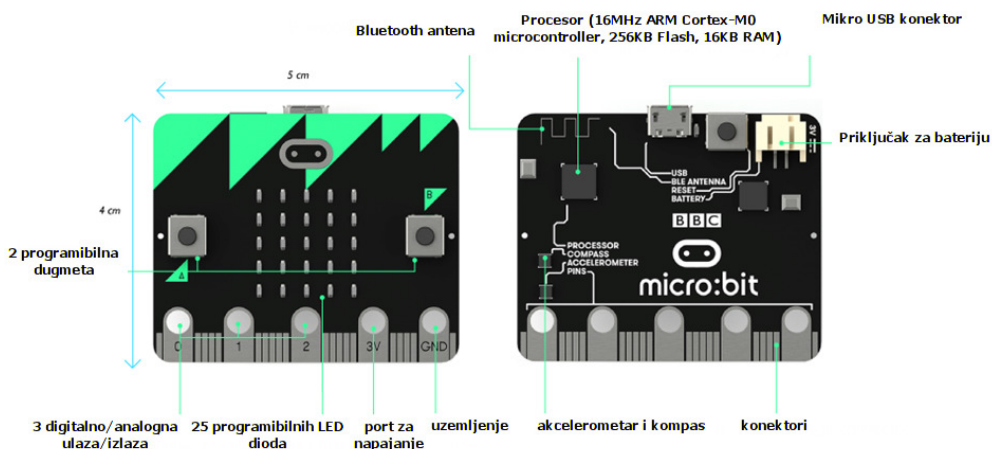 Bluetooth antena
Procesor (16MHz ARM Cortex-M0
microcontroller, 256KB Flash, 16KB RAM)
Mikro USB konektor
5 cm
4 cm
Priključak za bateriju
3V
USB
BLE ANTENNA
RESET
BATTERY
B
BBC
2 programibilna
dugmeta
A
PROCESSOR
COMPASS
ACCELEROMETER
PINS
micro:bit
0 1 2 3V GND
3 digitalno/analogna
ulaza/izlaza
25 programibilnih LED
dioda
port za
napajanje
uzemljenje
akcelerometar i kompas
konektori